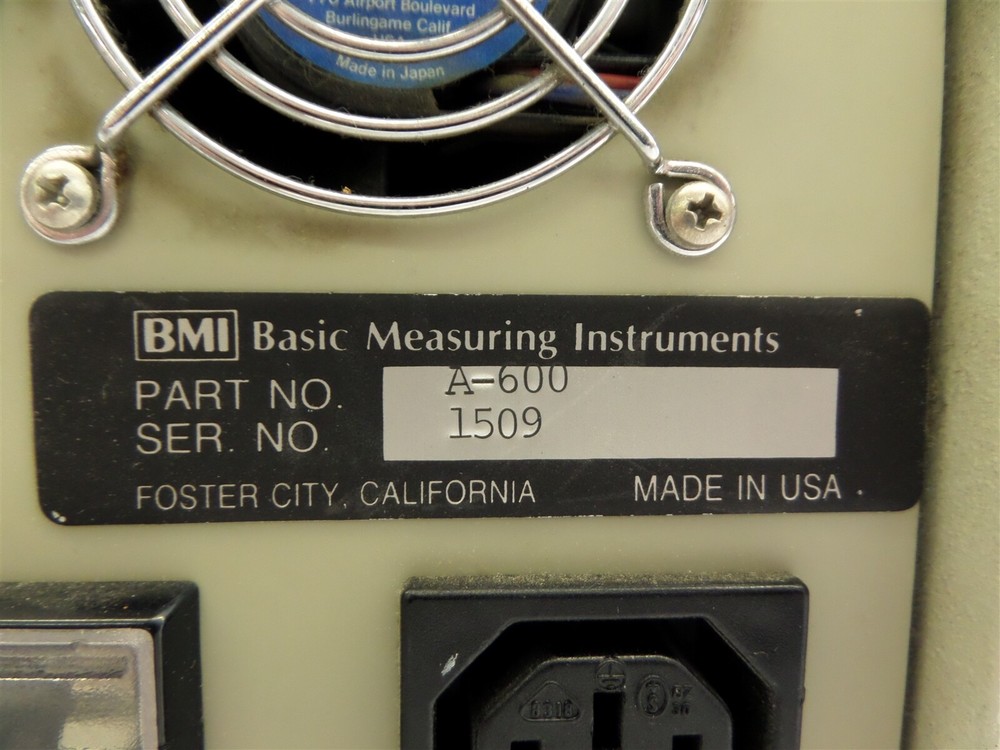 Airport Boulevard
Burlingame Calif
USA
Made in Japan
BMI Basic Measuring Instruments
PART NO. A-600
SER. NO. 1509
FOSTER CITY, CALIFORNIA MADE IN USA